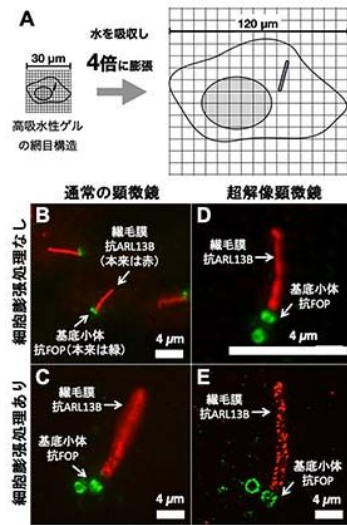 A
30 µm
水を吸収し
4倍に膨張
120 µm
高吸水性ゲル
の網目構造
通常の顕微鏡
超解像顕微鏡
細胞膨張処理なし
B
繊毛膜
抗ARL13B
(本来は赤)
基底小体
抗FOP(本来は緑)
4 µm
D
繊毛膜
抗ARL13B
基底小体
抗FOP
4 µm
細胞膨張処理あり
C
繊毛膜
抗ARL13B
基底小体
抗FOP
4 µm
E
繊毛膜
抗ARL13B
基底小体
抗FOP
4 µm